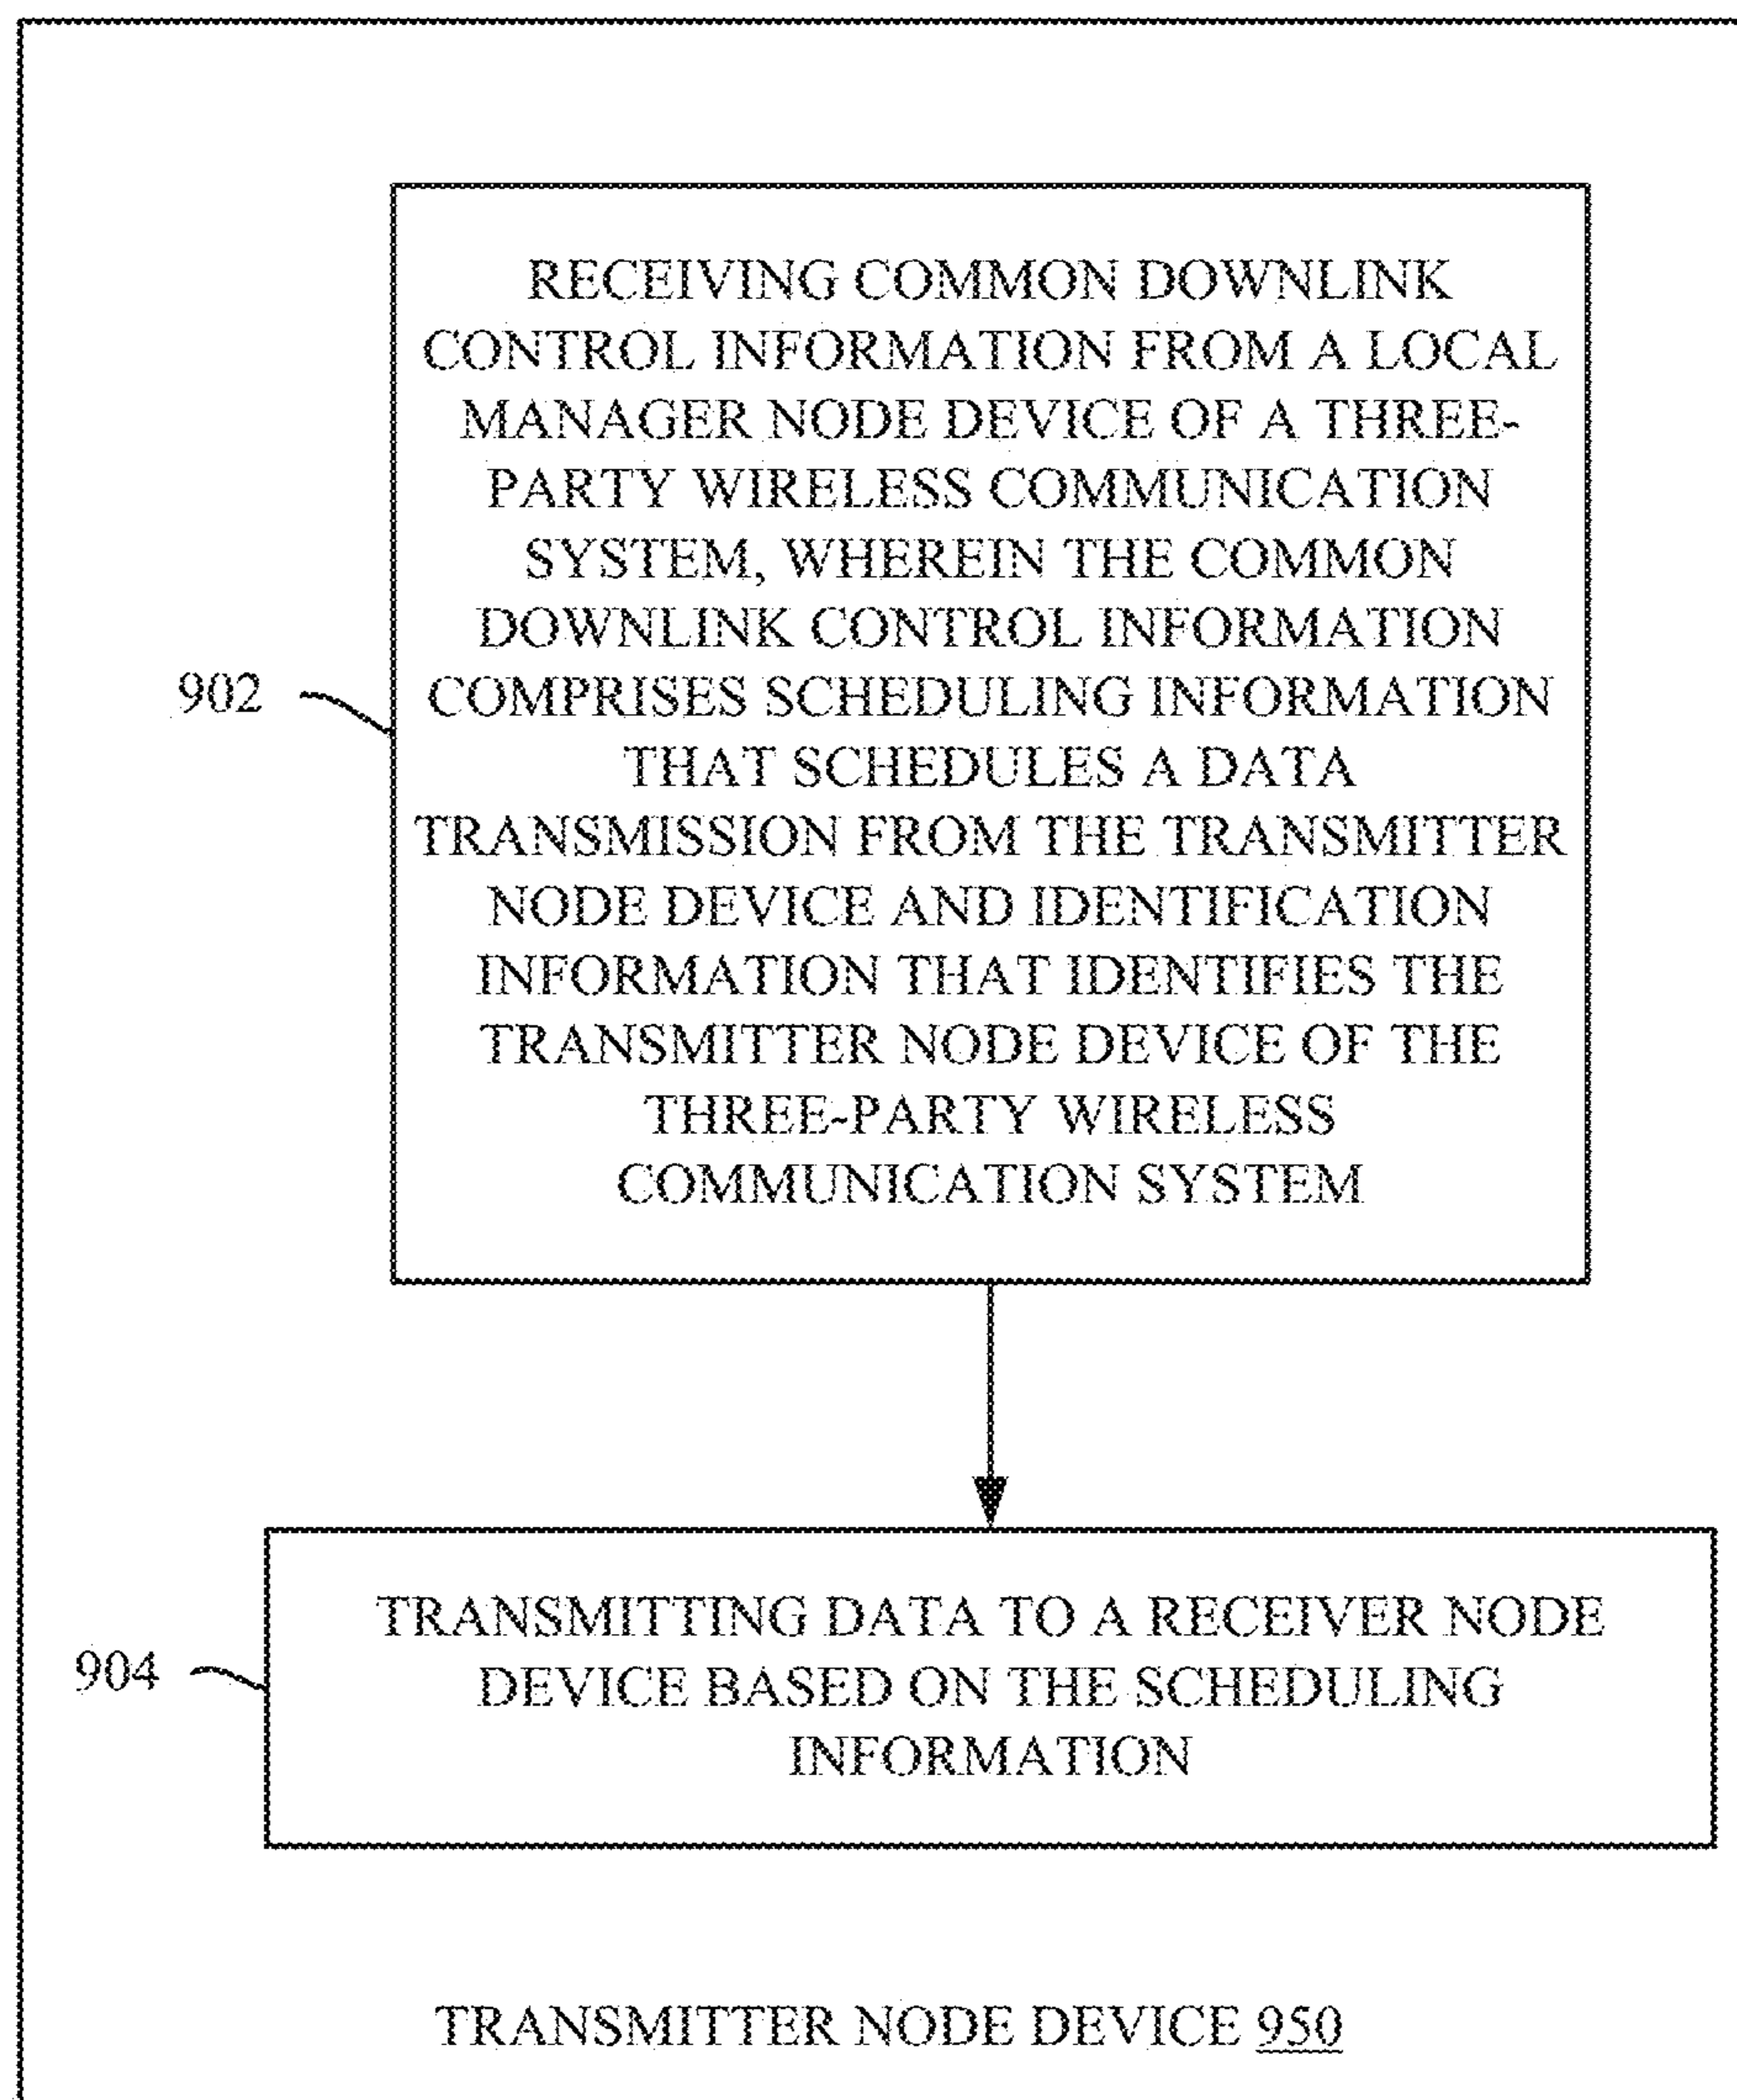 RECEIVING COMMON DOWNLINK
CONTROL INFORMATION FROM A LOCAL
MANAGER NODE DEVICE OF A THREE-
PARTY WIRELESS COMMUNICATION
SYSTEM, WHEREIN THE COMMON
DOWNLINK CONTROL INFORMATION
902
COMPRISES SCHEDULING INFORMATION
THAT SCHEDULES A DATA
TRANSMISSION FROM THE TRANSMITTER
NODE DEVICE AND IDENTIFICATION
INFORMATION THAT IDENTIFIES THE
TRANSMITTER NODE DEVICE OF THE
THREE-PARTY WIRELESS
COMMUNICATION SYSTEM
TRANSMITTING DATA TO A RECEIVER NODE
904
DEVICE BASED ON THE SCHEDULING
INFORMATION
TRANSMITTER NODE DEVICE 950